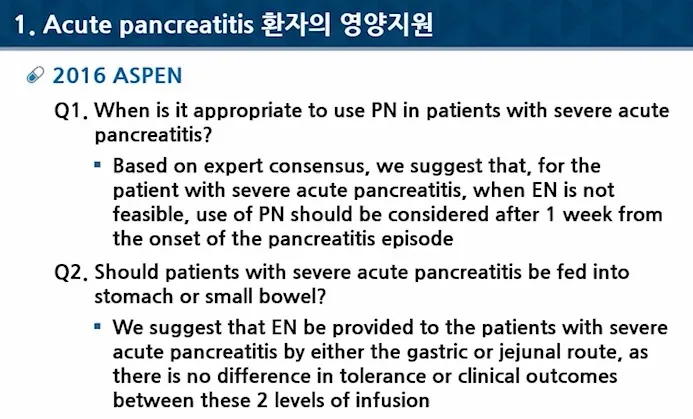 1. Acute pancreatitis 환자의 영양지원
2016 ASPEN
Q1. When is it appropriate to use PN in patients with severe acute
pancreatitis?
▪ Based on expert consensus, we suggest that, for the
patient with severe acute pancreatitis, when EN is not
feasible, use of PN should be considered after 1 week from
the onset of the pancreatitis episode
Q2. Should patients with severe acute pancreatitis be fed into
stomach or small bowel?
▪ We suggest that EN be provided to the patients with severe
acute pancreatitis by either the gastric or jejunal route, as
there is no difference in tolerance or clinical outcomes
between these 2 levels of infusion